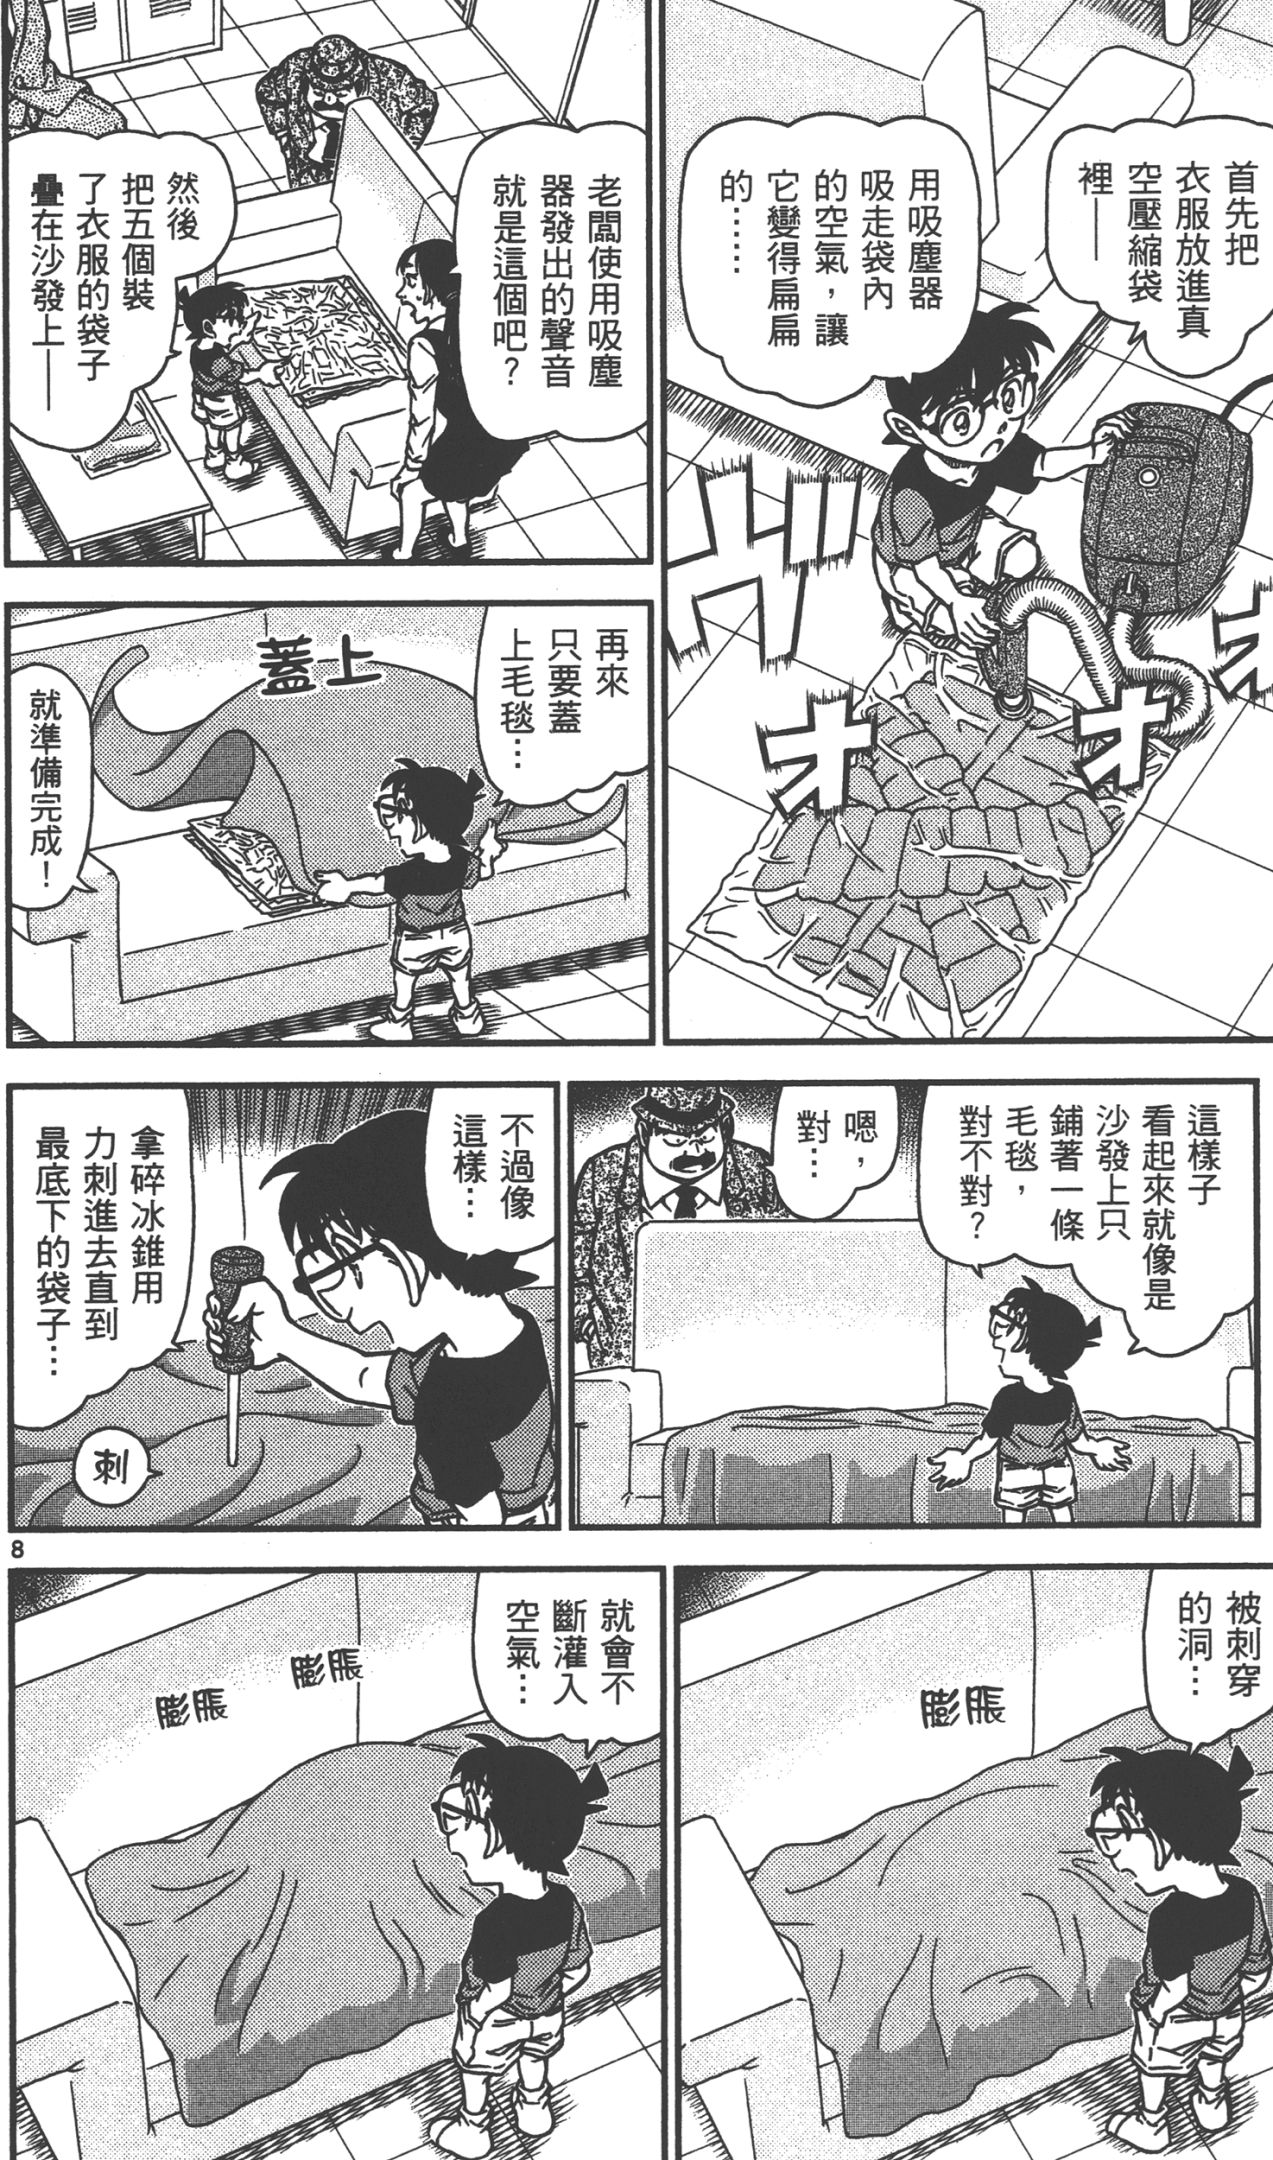 首先把
衣服放進真
空壓縮袋
裡——
用吸塵器
吸走袋內
的空氣，讓
它變得扁扁
的……
ヴ
オ
オ
オ
老闆使用吸塵
器發出的聲音
就是這個吧？
然後
把五個裝
了衣服的袋子
疊在沙發上——
再來
只要蓋
上毛毯…
蓋上
就準備完成！
這樣子
看起來就像是
沙發上只
鋪著一條
毛毯，
對不對？
嗯，
對…
不過像
這樣…
拿碎冰錐用
力刺進去直到
最底下的袋子…
刺
8
被刺穿
的洞…
膨脹
就會不
斷灌入
空氣…
膨脹
膨脹